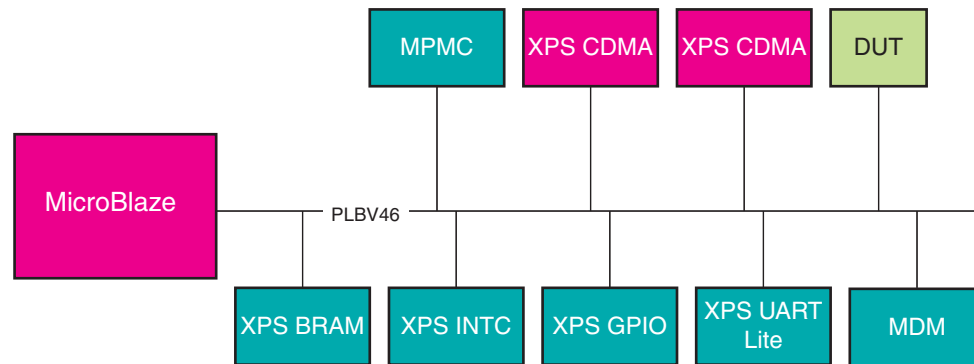 MPMC
XPS CDMA
XPS CDMA
DUT
MicroBlaze
PLBV46
XPS BRAM
XPS INTC
XPS GPIO
XPS UART
Lite
MDM